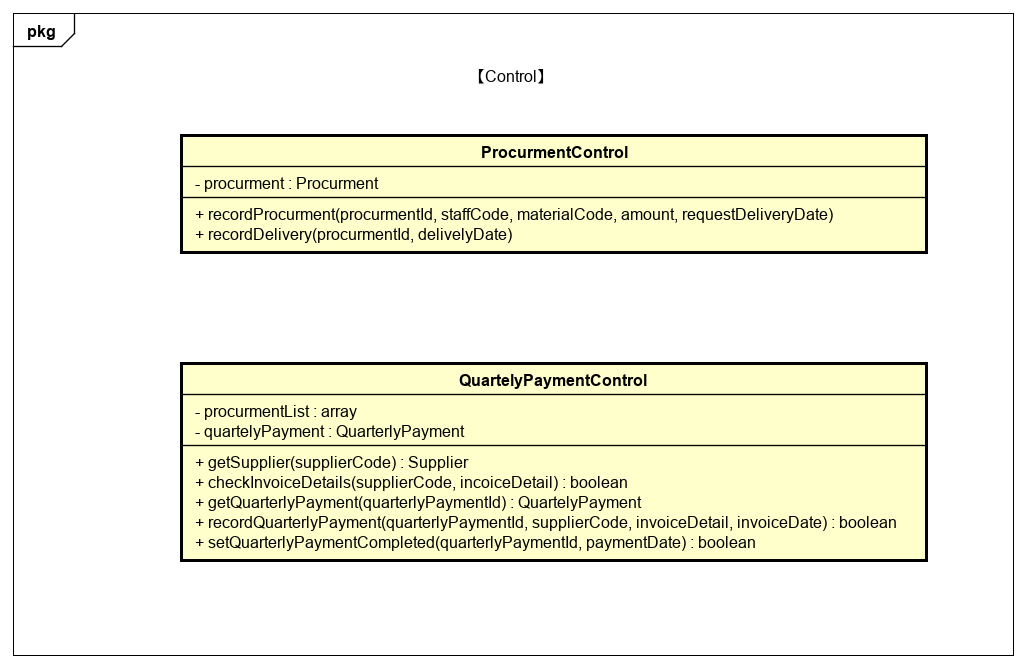 pkg
【Control】
ProcurmentControl
- procurment : Procurment
+ recordProcurment(procurmentId, staffCode, materialCode, amount, requestDeliveryDate)
+ recordDelivery(procurmentId, delivelyDate)
QuartelyPaymentControl
- procurmentList : array
- quartelyPayment : QuarterlyPayment
+ getSupplier(supplierCode) : Supplier
+ checkInvoiceDetails(supplierCode, incoiceDetail) : boolean
+ getQuarterlyPayment(quarterlyPaymentId) : QuartelyPayment
+ recordQuarterlyPayment(quarterlyPaymentId, supplierCode, invoiceDetail, invoiceDate) : boolean
+ setQuarterlyPaymentCompleted(quarterlyPaymentId, paymentDate) : boolean